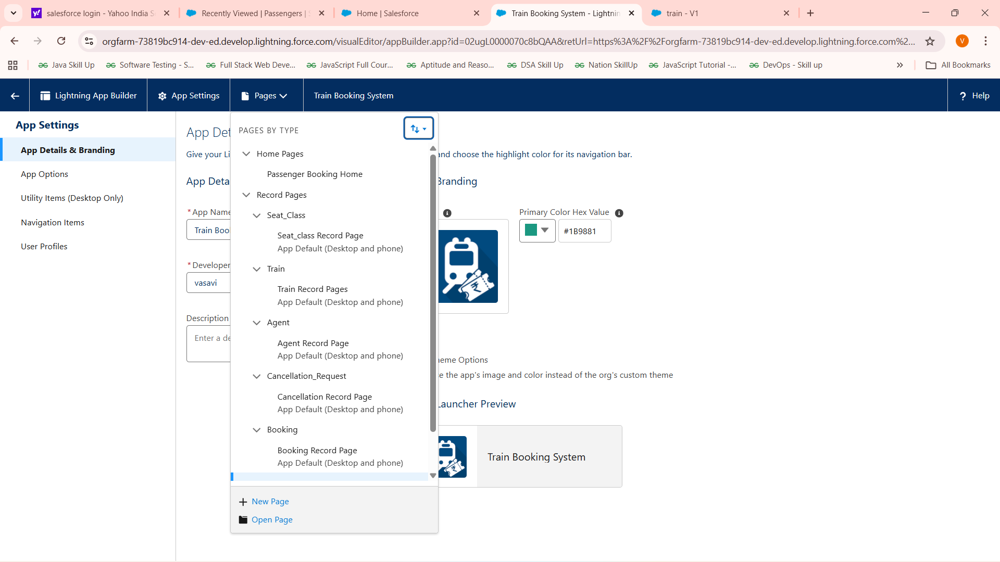 salesforce login - Yahoo India S
Recently Viewed | Passengers | S
Home | Salesforce
Train Booking System - Lightnin
train - V1
orgfarm-73819bc914-dev-ed.develop.lightning.force.com/visualEditor/appBuilder.app?id=02ugL0000070c8bQAA&retUrl=https%3A%2F%2Forgfarm-73819bc914-dev-ed.develop.lightning.force.com%2...
V
Java Skill Up
Software Testing - S...
Full Stack Web Deve...
JavaScript Full Cour...
Aptitude and Reaso...
DSA Skill Up
Nation SkillUp
JavaScript Tutorial -...
DevOps - Skill up
All Bookmarks
Lightning App Builder
App Settings
Pages
Train Booking System
? Help
App Settings
App Details & Branding
App Options
Utility Items (Desktop Only)
Navigation Items
User Profiles
App Det
Give your Li
and choose the highlight color for its navigation bar.
App Deta
Branding
*App Name
Train Boo
*Developer
vasavi
Description
Enter a de
PAGES BY TYPE
Home Pages
Passenger Booking Home
Record Pages
Seat_Class
Seat_class Record Page
App Default (Desktop and phone)
Train
Train Record Pages
App Default (Desktop and phone)
Agent
Agent Record Page
App Default (Desktop and phone)
Cancellation_Request
Cancellation Record Page
App Default (Desktop and phone)
Booking
Booking Record Page
App Default (Desktop and phone)
New Page
Open Page
Primary Color Hex Value
#1B9881
₹
heme Options
e the app's image and color instead of the org's custom theme
Launcher Preview
Train Booking System